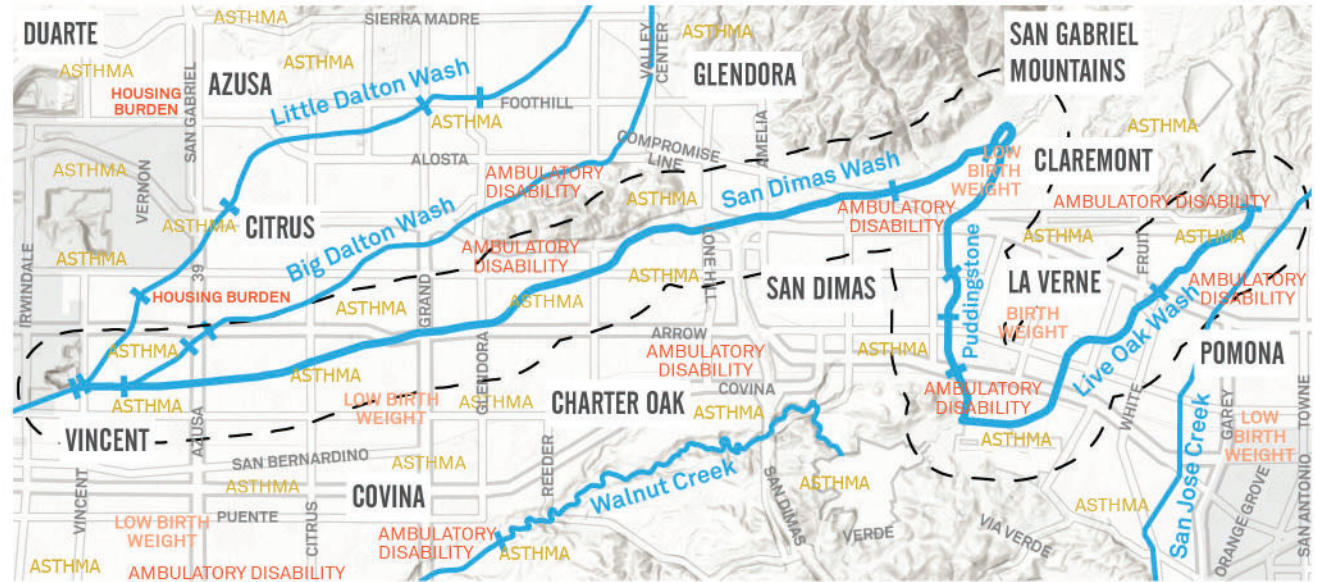 SIERRA MADRE
ASTHMA
DUARTE
SAN GABRIEL
MOUNTAINS
ASTHMA
VALLEY
CENTER
ASTHMA
ASTHMA
AZUSA
Little Dalton Wash
GLENDORA
HOUSING
BURDEN
FOOTHILL
SAN GABRIEL
ASTHMA
AMELIA
ASTHMA
COMPROMISE
LINE
ALOSTA
ASTHMA
VERNON
AMBULATORY
DISABILITY
San Dimas Wash
LOW
BIRTH
WEIGHT
CLAREMONT
ASTHMA
CITRUS
ASTHMA
AMBULATORY
DISABILITY
AMBULATORY DISABILITY
Big Dalton Wash
AMBULATORY
DISABILITY
LONE HILL
ASTHMA
ASTHMA
FRUIT
ASTHMA
IRWINDALE
39
ASTHMA
SAN DIMAS
Puddingstone
LA VERNE
AMBULATORY
DISABILITY
HOUSING BURDEN
ASTHMA
GRAND
ASTHMA
BIRTH
WEIGHT
ARROW
ASTHMA
AMBULATORY
DISABILITY
ASTHMA
Live Oak Wash
POMONA
ASTHMA
COVINA
AMBULATORY
DISABILITY
ASTHMA
LOW BIRTH
WEIGHT
GLENDORA
ASTHMA
CHARTER OAK
ASTHMA
WHITE
GAREY
TOWNE
LOW
BIRTH
WEIGHT
VINCENT
AZUSA
ASTHMA
SAN BERNARDINO
ASTHMA
REEDER
Walnut Creek
SAN DIMAS
San Jose Creek
ASTHMA
ASTHMA
ASTHMA
VINCENT
COVINA
CITRUS
ORANGE GROVE
SAN ANTONIO
LOW BIRTH
WEIGHT
PUENTE
AMBULATORY
DISABILITY
ASTHMA
VERDE
VIA VERDE
ASTHMA
AMBULATORY DISABILITY